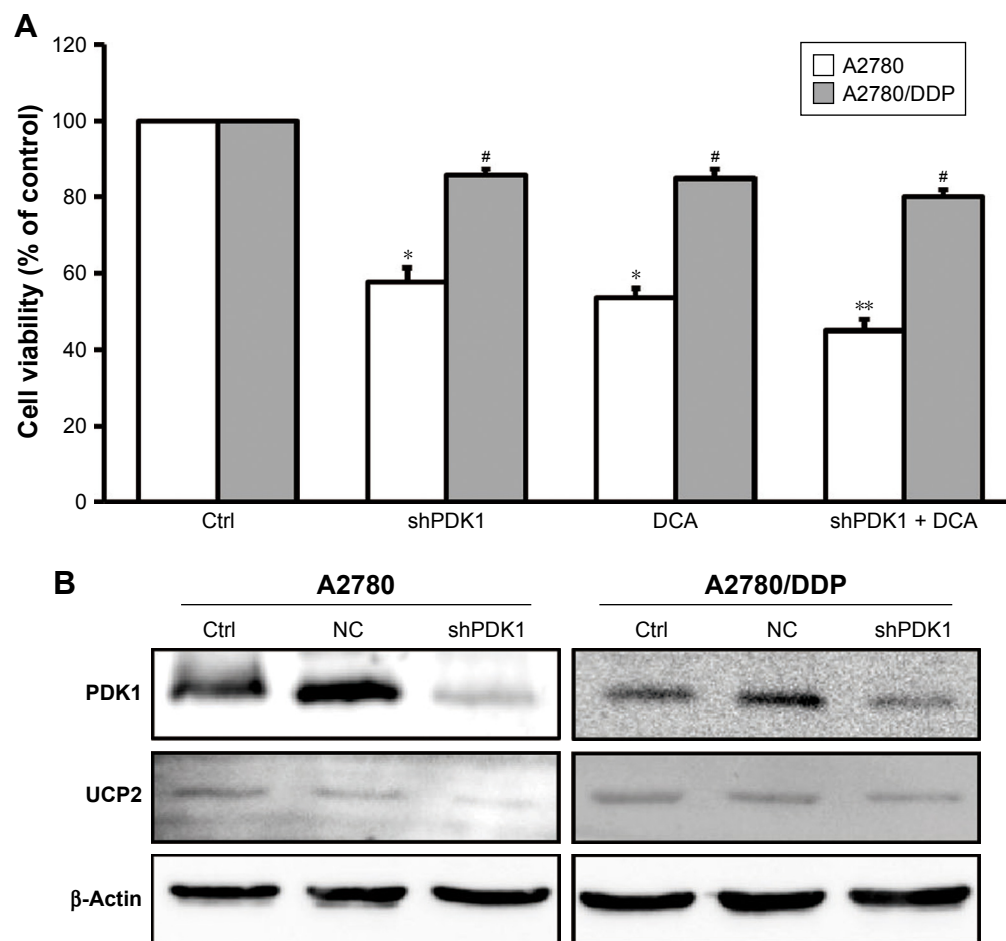 A
Cell viability (% of control)
120
100
80
60
40
20
0
A2780
A2780/DDP
*
#
*
#
**
#
Ctrl
shPDK1
DCA
shPDK1 + DCA
B
A2780
A2780/DDP
Ctrl
NC
shPDK1
Ctrl
NC
shPDK1
PDK1
UCP2
β-Actin